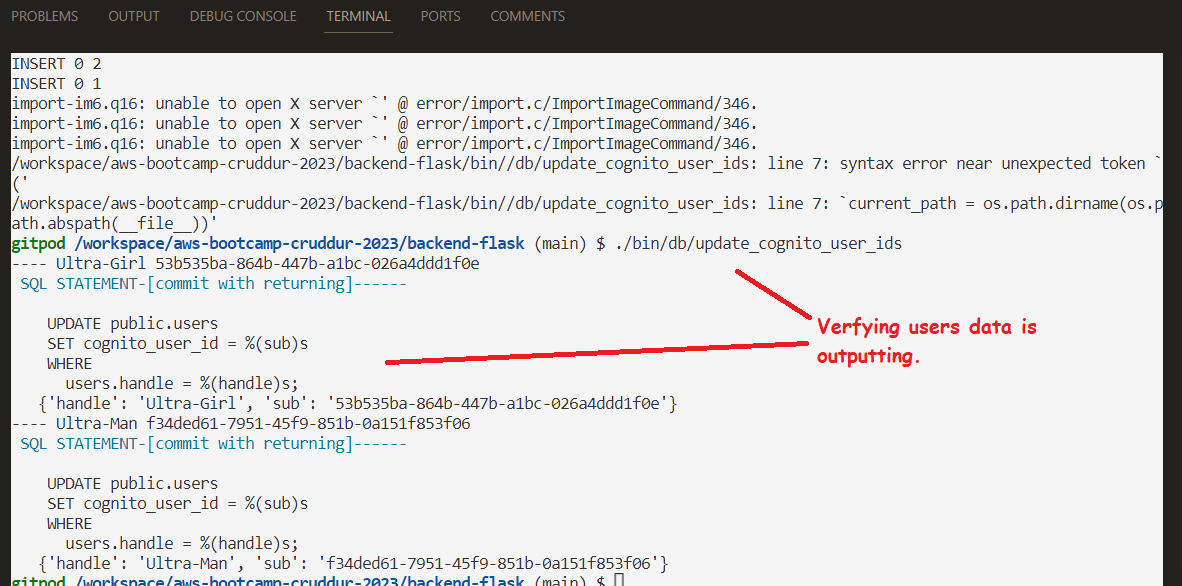 PROBLEMS OUTPUT DEBUG CONSOLE TERMINAL PORTS COMMENTS
INSERT 0 2
INSERT 0 1
import-im6.q16: unable to open X server `' @ error/import.c/ImportImageCommand/346.
import-im6.q16: unable to open X server `' @ error/import.c/ImportImageCommand/346.
import-im6.q16: unable to open X server `' @ error/import.c/ImportImageCommand/346.
/workspace/aws-bootcamp-cruddur-2023/backend-flask/bin//db/update_cognito_user_ids: line 7: syntax error near unexpected token `
('
/workspace/aws-bootcamp-cruddur-2023/backend-flask/bin//db/update_cognito_user_ids: line 7: `current_path = os.path.dirname(os.p
ath.abspath(__file__))'
gitpod /workspace/aws-bootcamp-cruddur-2023/backend-flask (main) $ ./bin/db/update_cognito_user_ids
---- Ultra-Girl 53b535ba-864b-447b-a1bc-026a4ddd1f0e
SQL STATEMENT-[commit with returning]------
UPDATE public.users
SET cognito_user_id = %(sub)s
WHERE
users.handle = %(handle)s;
{'handle': 'Ultra-Girl', 'sub': '53b535ba-864b-447b-a1bc-026a4ddd1f0e'}
Verfying users data is
outputting.
---- Ultra-Man f34ded61-7951-45f9-851b-0a151f853f06
SQL STATEMENT-[commit with returning]------
UPDATE public.users
SET cognito_user_id = %(sub)s
WHERE
users.handle = %(handle)s;
{'handle': 'Ultra-Man', 'sub': 'f34ded61-7951-45f9-851b-0a151f853f06'}
gitpod /workspace/aws-bootcamp-cruddur-2023/backend-flask (main) $